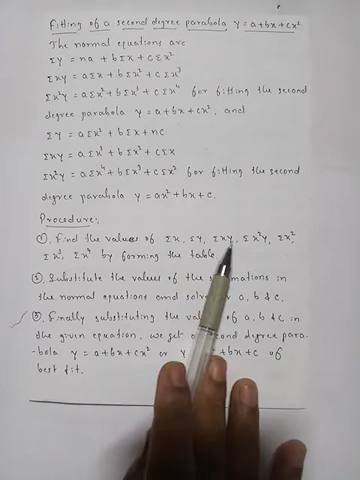 Fitting of a second degree parabola y = a+bx+cx²
The normal equations are
Σy = na + bΣx + cΣx²
Σxy = aΣx + bΣx² + cΣx³
Σx²y = aΣx² + bΣx³ + cΣx⁴ for fitting the second
degree parabola y = a+bx+cx², and
Σy = aΣx² + bΣx + nc
Σxy = aΣx³ + bΣx² + cΣx
Σx²y = aΣx⁴ + bΣx³ + cΣx² for fitting the second
degree parabola y = ax² + bx + c.
Procedure:
① Find the values of Σx, Σy, Σxy, Σx²y, Σx²,
Σx³, Σx⁴ by forming the table.
② Substitute the values of the in
the normal equations and a, b & c.
③ Finally substituting the of a, b & c in
the given equation, we get second degree para-
bola y = a+bx+cx² or y +bx+c of
best fit.